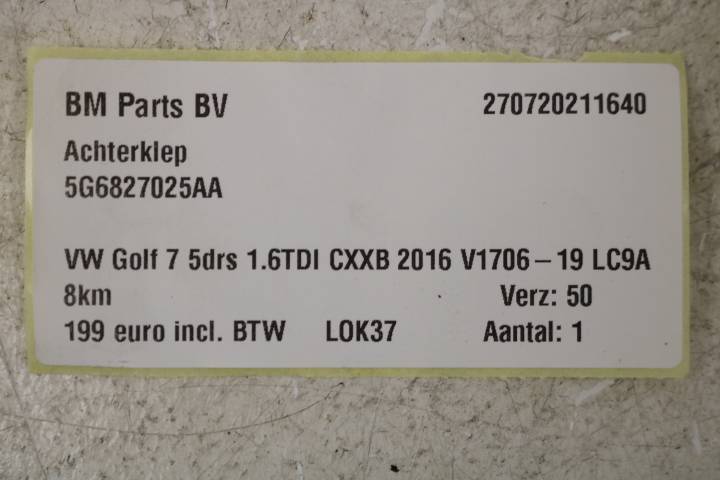 BM Parts BV 270720211640
Achterklep
5G6827025AA
VW Golf 7 5drs 1.6TDI CXXB 2016 V1706-19 LC9A
8km Verz: 50
199 euro incl. BTW LOK37 Aantal: 1